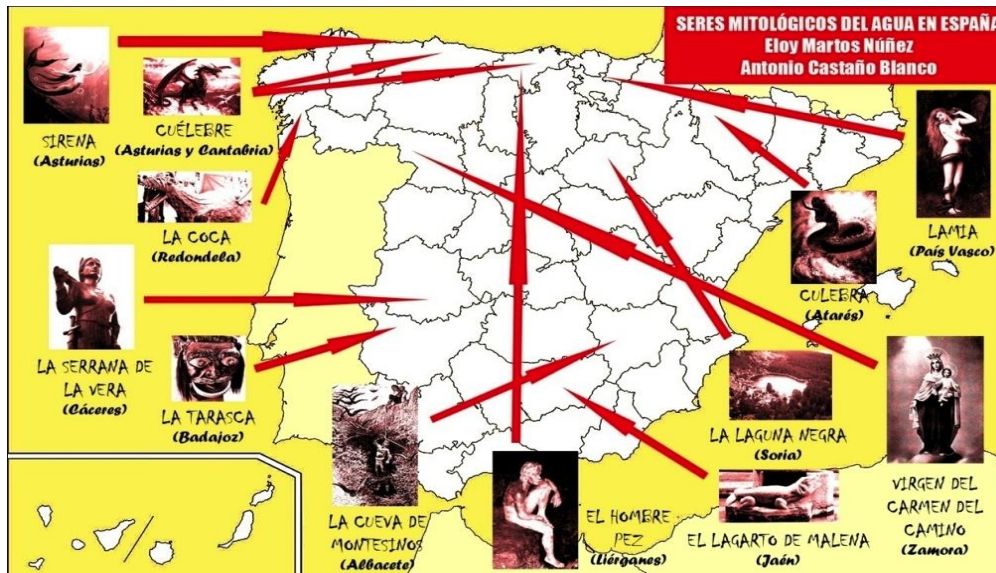 SERES MITOLÓGICOS DEL AGUA EN ESPAÑA
Eloy Martos Núñez
Antonio Castaño Blanco
SIRENA
(Asturias)
CUÉLEBRE
(Asturias y Cantabria)
LA COCA
(Redondela)
LA SERRANA DE
LA VERA
(Cáceres)
LA TARASCA
(Badajoz)
LA CUEVA DE
MONTESINOS
(Albacete)
EL HOMBRE
PEZ
(Liérganes)
EL LAGARTO DE MALENA
(Jaén)
LA LAGUNA NEGRA
(Soria)
VIRGEN DEL
CARMEN DEL
CAMINO
(Zamora)
CULEBRA
(Atarés)
LAMIA
(País Vasco)